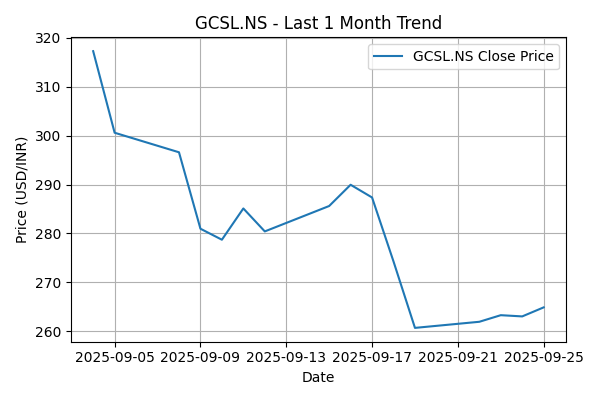 GCSL.NS - Last 1 Month Trend
GCSL.NS Close Price
Price (USD/INR)
320
310
300
290
280
270
260
2025-09-05 2025-09-09 2025-09-13 2025-09-17 2025-09-21 2025-09-25
Date